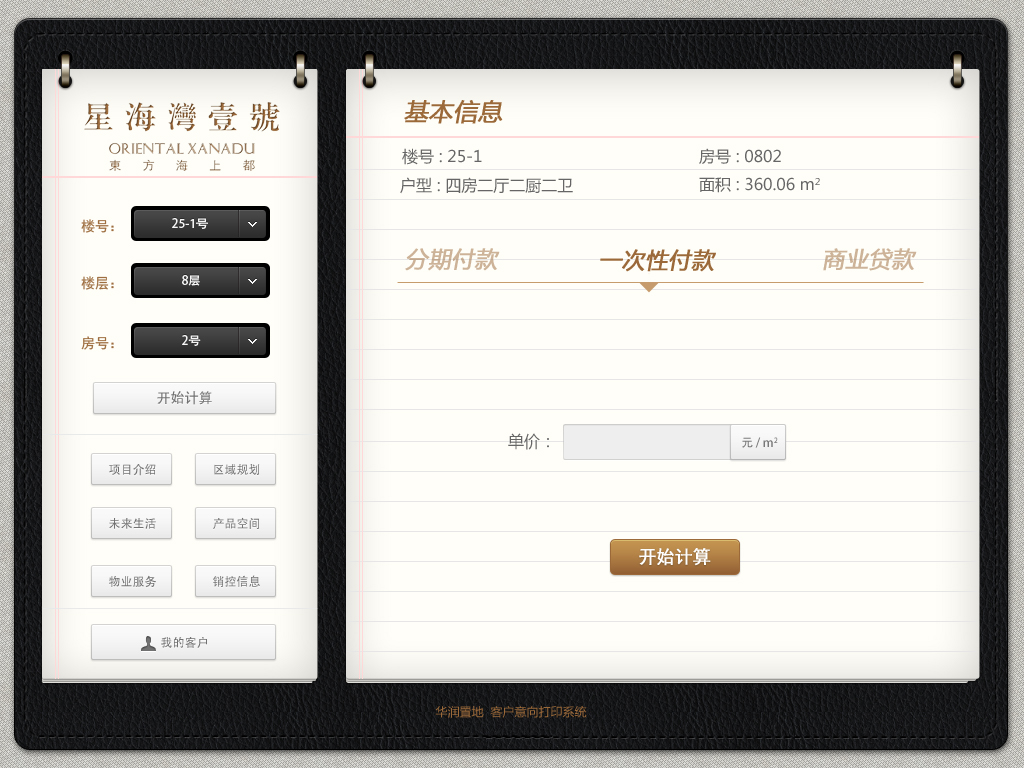 星海灣壹號
ORIENTAL XANADU
東方海上都
楼号： 25-1号
楼层： 8层
房号： 2号
开始计算
项目介绍 区域规划
未来生活 产品空间
物业服务 销控信息
我的客户
基本信息
楼号 : 25-1 房号 : 0802
户型 : 四房二厅二厨二卫 面积 : 360.06 m²
分期付款 一次性付款 商业贷款
单价 : 元 / m²
开始计算
华润置地 客户意向打印系统